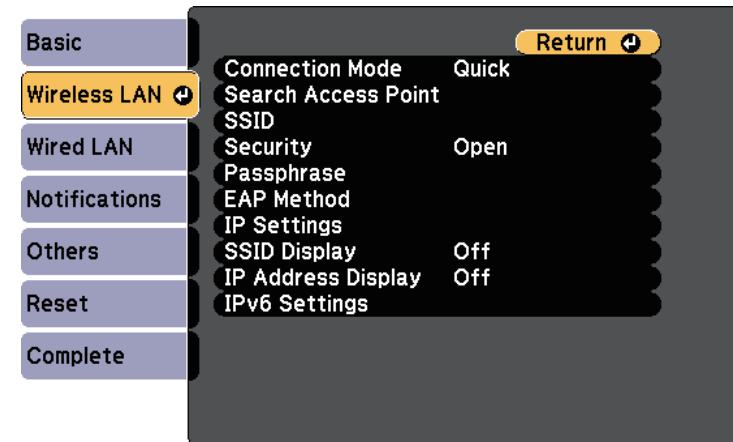 Basic
Wireless LAN
Wired LAN
Notifications
Others
Reset
Complete
Return
Connection Mode Quick
Search Access Point
SSID
Security Open
Passphrase
EAP Method
IP Settings
SSID Display Off
IP Address Display Off
IPv6 Settings